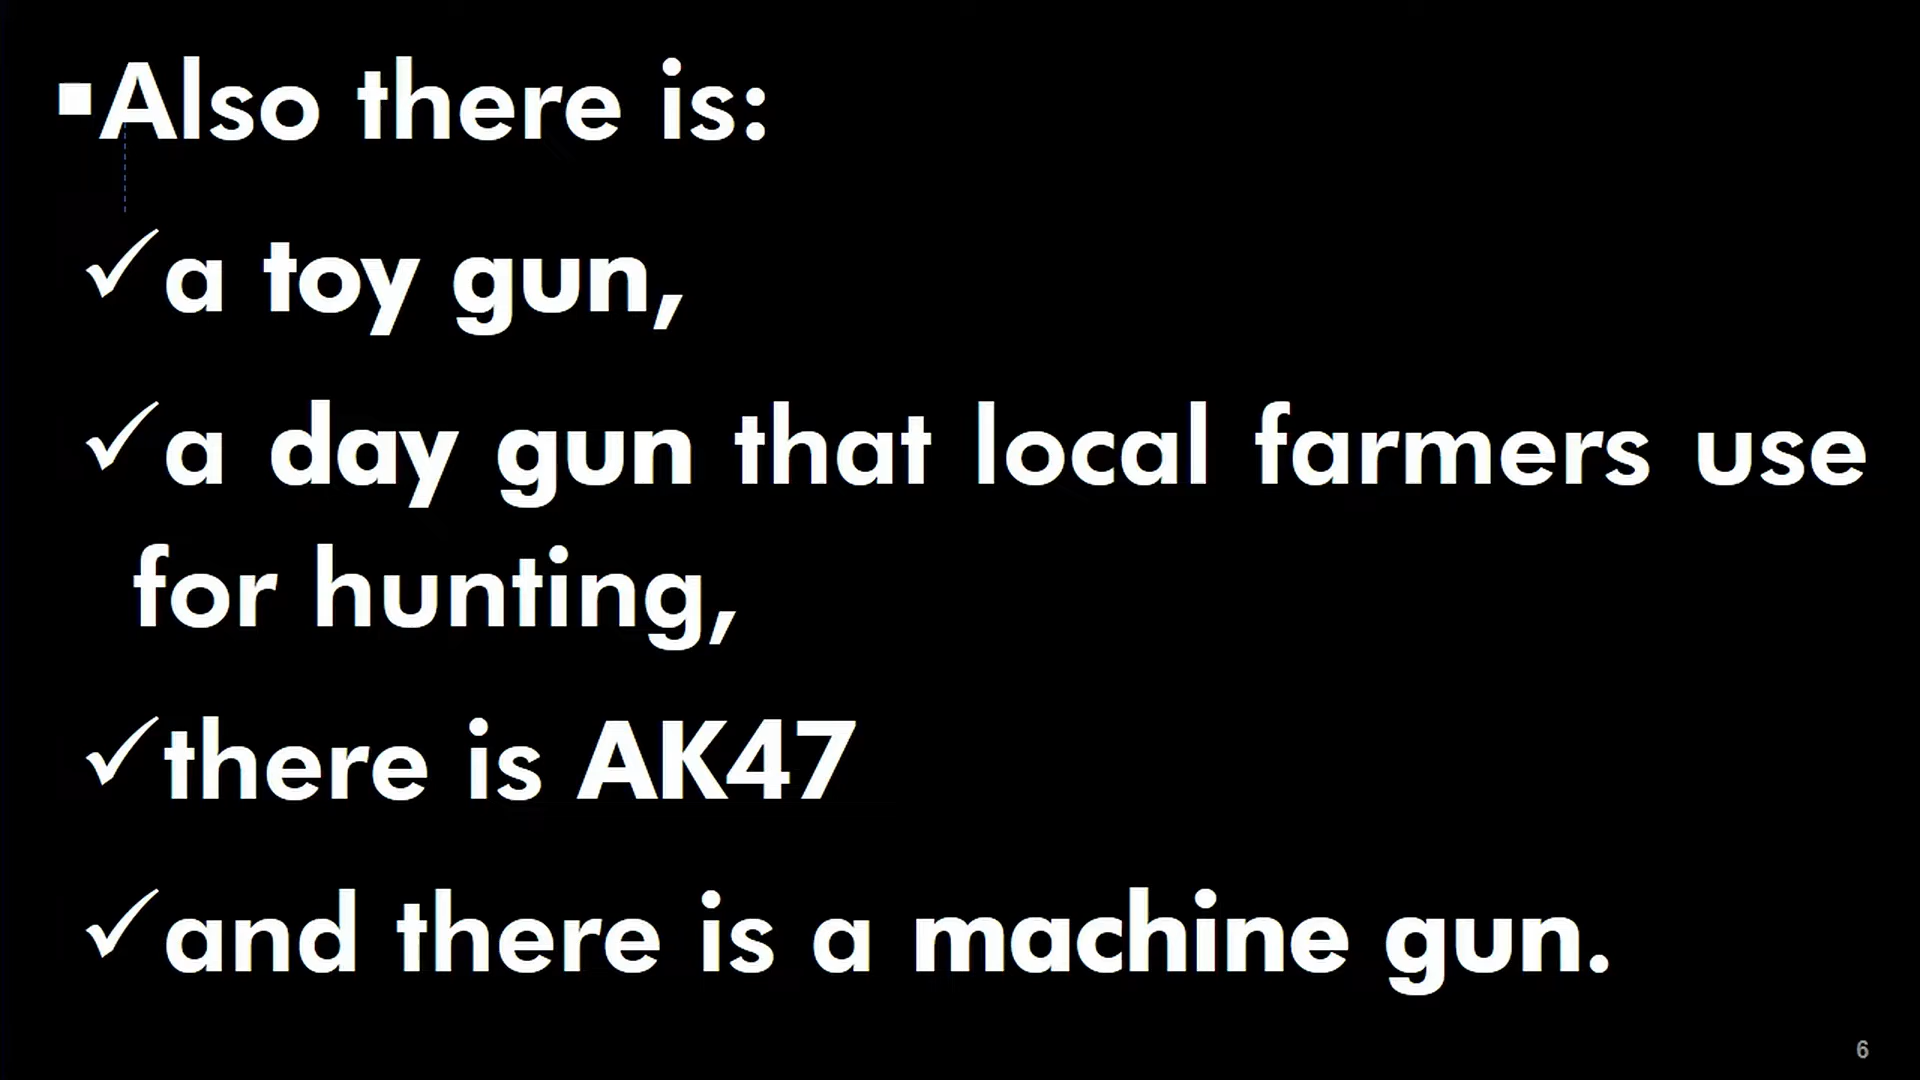 ▪Also there is:
✓a toy gun,
✓a day gun that local farmers use
for hunting,
✓there is AK47
✓and there is a machine gun.
6